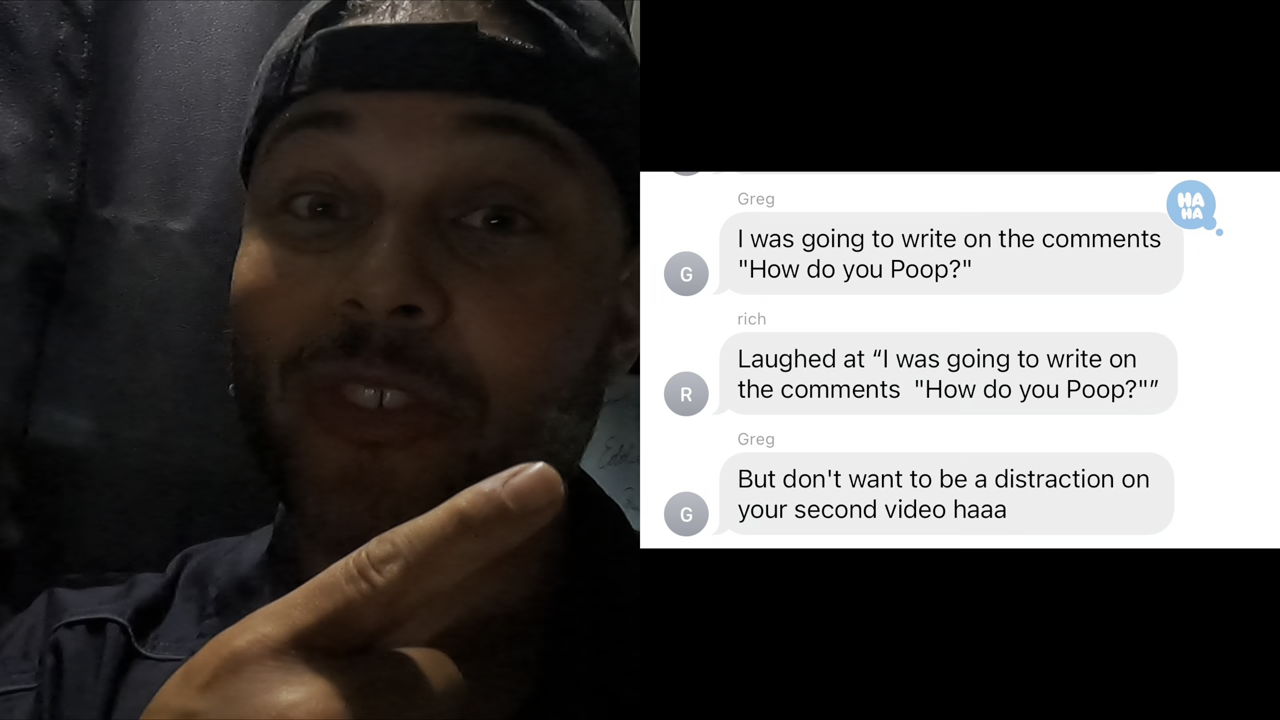 Greg
HA
HA
I was going to write on the comments
"How do you Poop?"
G
rich
Laughed at “I was going to write on
the comments  "How do you Poop?"”
R
Greg
But don't want to be a distraction on
your second video haaa
G